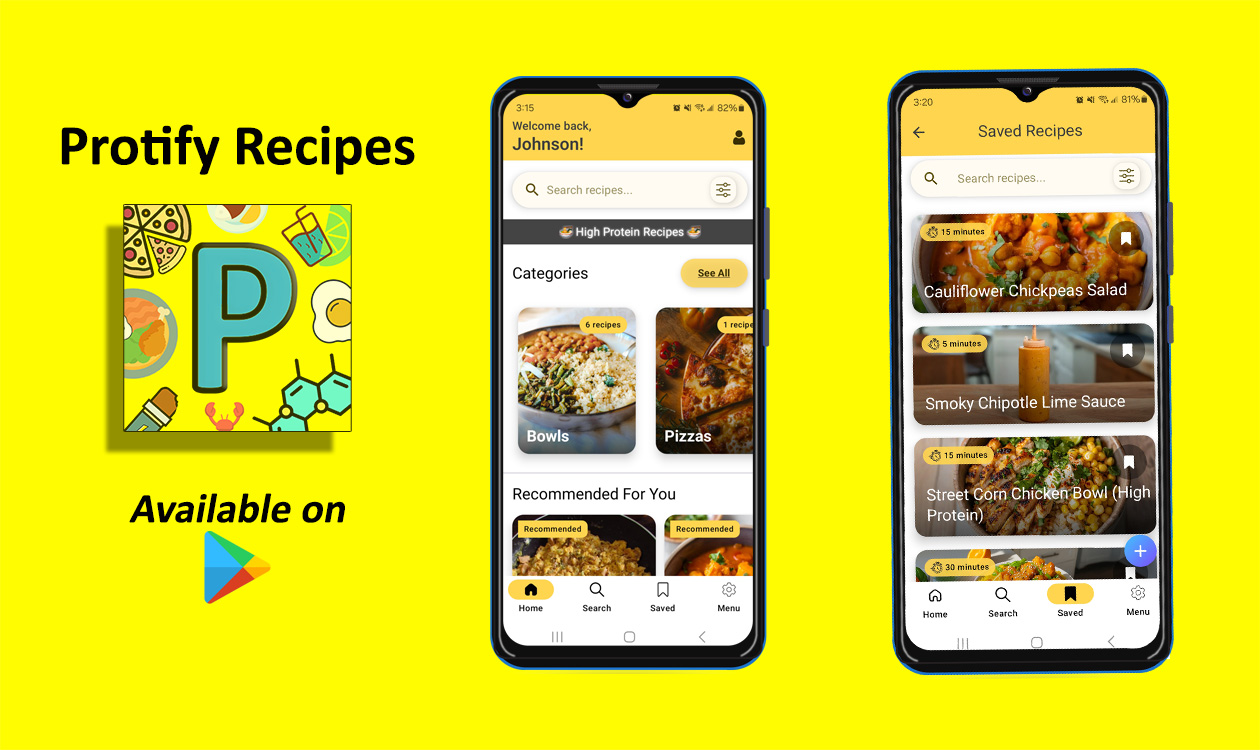 Protify Recipes
P
Available on
3:15
82%
Welcome back,
Johnson!
Search recipes...
🍜 High Protein Recipes 🍜
Categories
See All
6 recipes
1 recipe
Bowls
Pizzas
Recommended For You
Recommended
Recommended
Home
Search
Saved
Menu
3:20
81%
Saved Recipes
Search recipes...
15 minutes
Cauliflower Chickpeas Salad
5 minutes
Smoky Chipotle Lime Sauce
15 minutes
Street Corn Chicken Bowl (High
Protein)
30 minutes
Home
Search
Saved
Menu